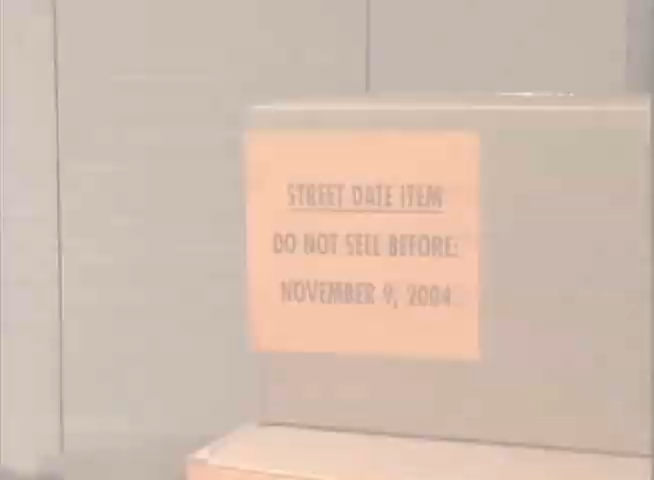 STREET DATE ITEM
DO NOT SELL BEFORE:
NOVEMBER 9, 2004